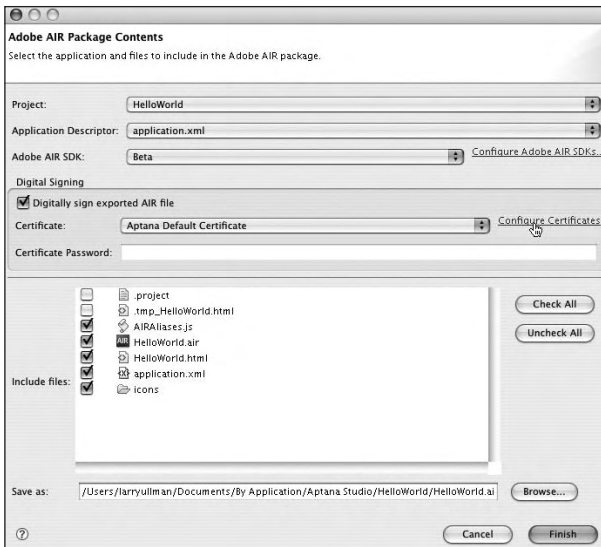 Adobe AIR Package Contents
Select the application and files to include in the Adobe AIR package.
Project: HelloWorld
Application Descriptor: application.xml
Adobe AIR SDK: Beta Configure Adobe AIR SDKs..
Digital Signing
Digitally sign exported AIR file
Certificate: Aptana Default Certificate Configure Certificates
Certificate Password:
.project
.tmp_HelloWorld.html
AIRAliases.js
AIR HelloWorld.air
HelloWorld.html
application.xml
icons
Include files:
Check All
Uncheck All
Save as: /Users/larryullman/Documents/By Application/Aptana Studio/HelloWorld/HelloWorld.ai Browse...
? Cancel Finish